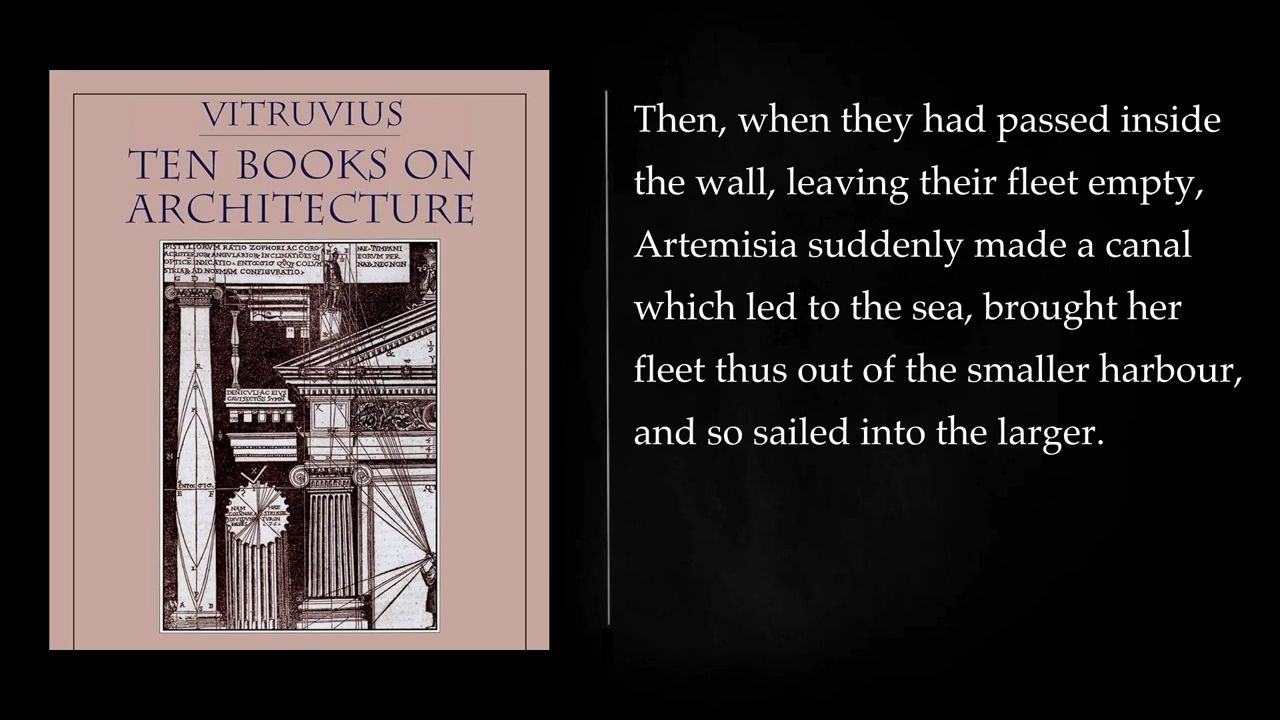 VITRUVIUS
TEN BOOKS ON
ARCHITECTURE
Then, when they had passed inside
the wall, leaving their fleet empty,
Artemisia suddenly made a canal
which led to the sea, brought her
fleet thus out of the smaller harbour,
and so sailed into the larger.